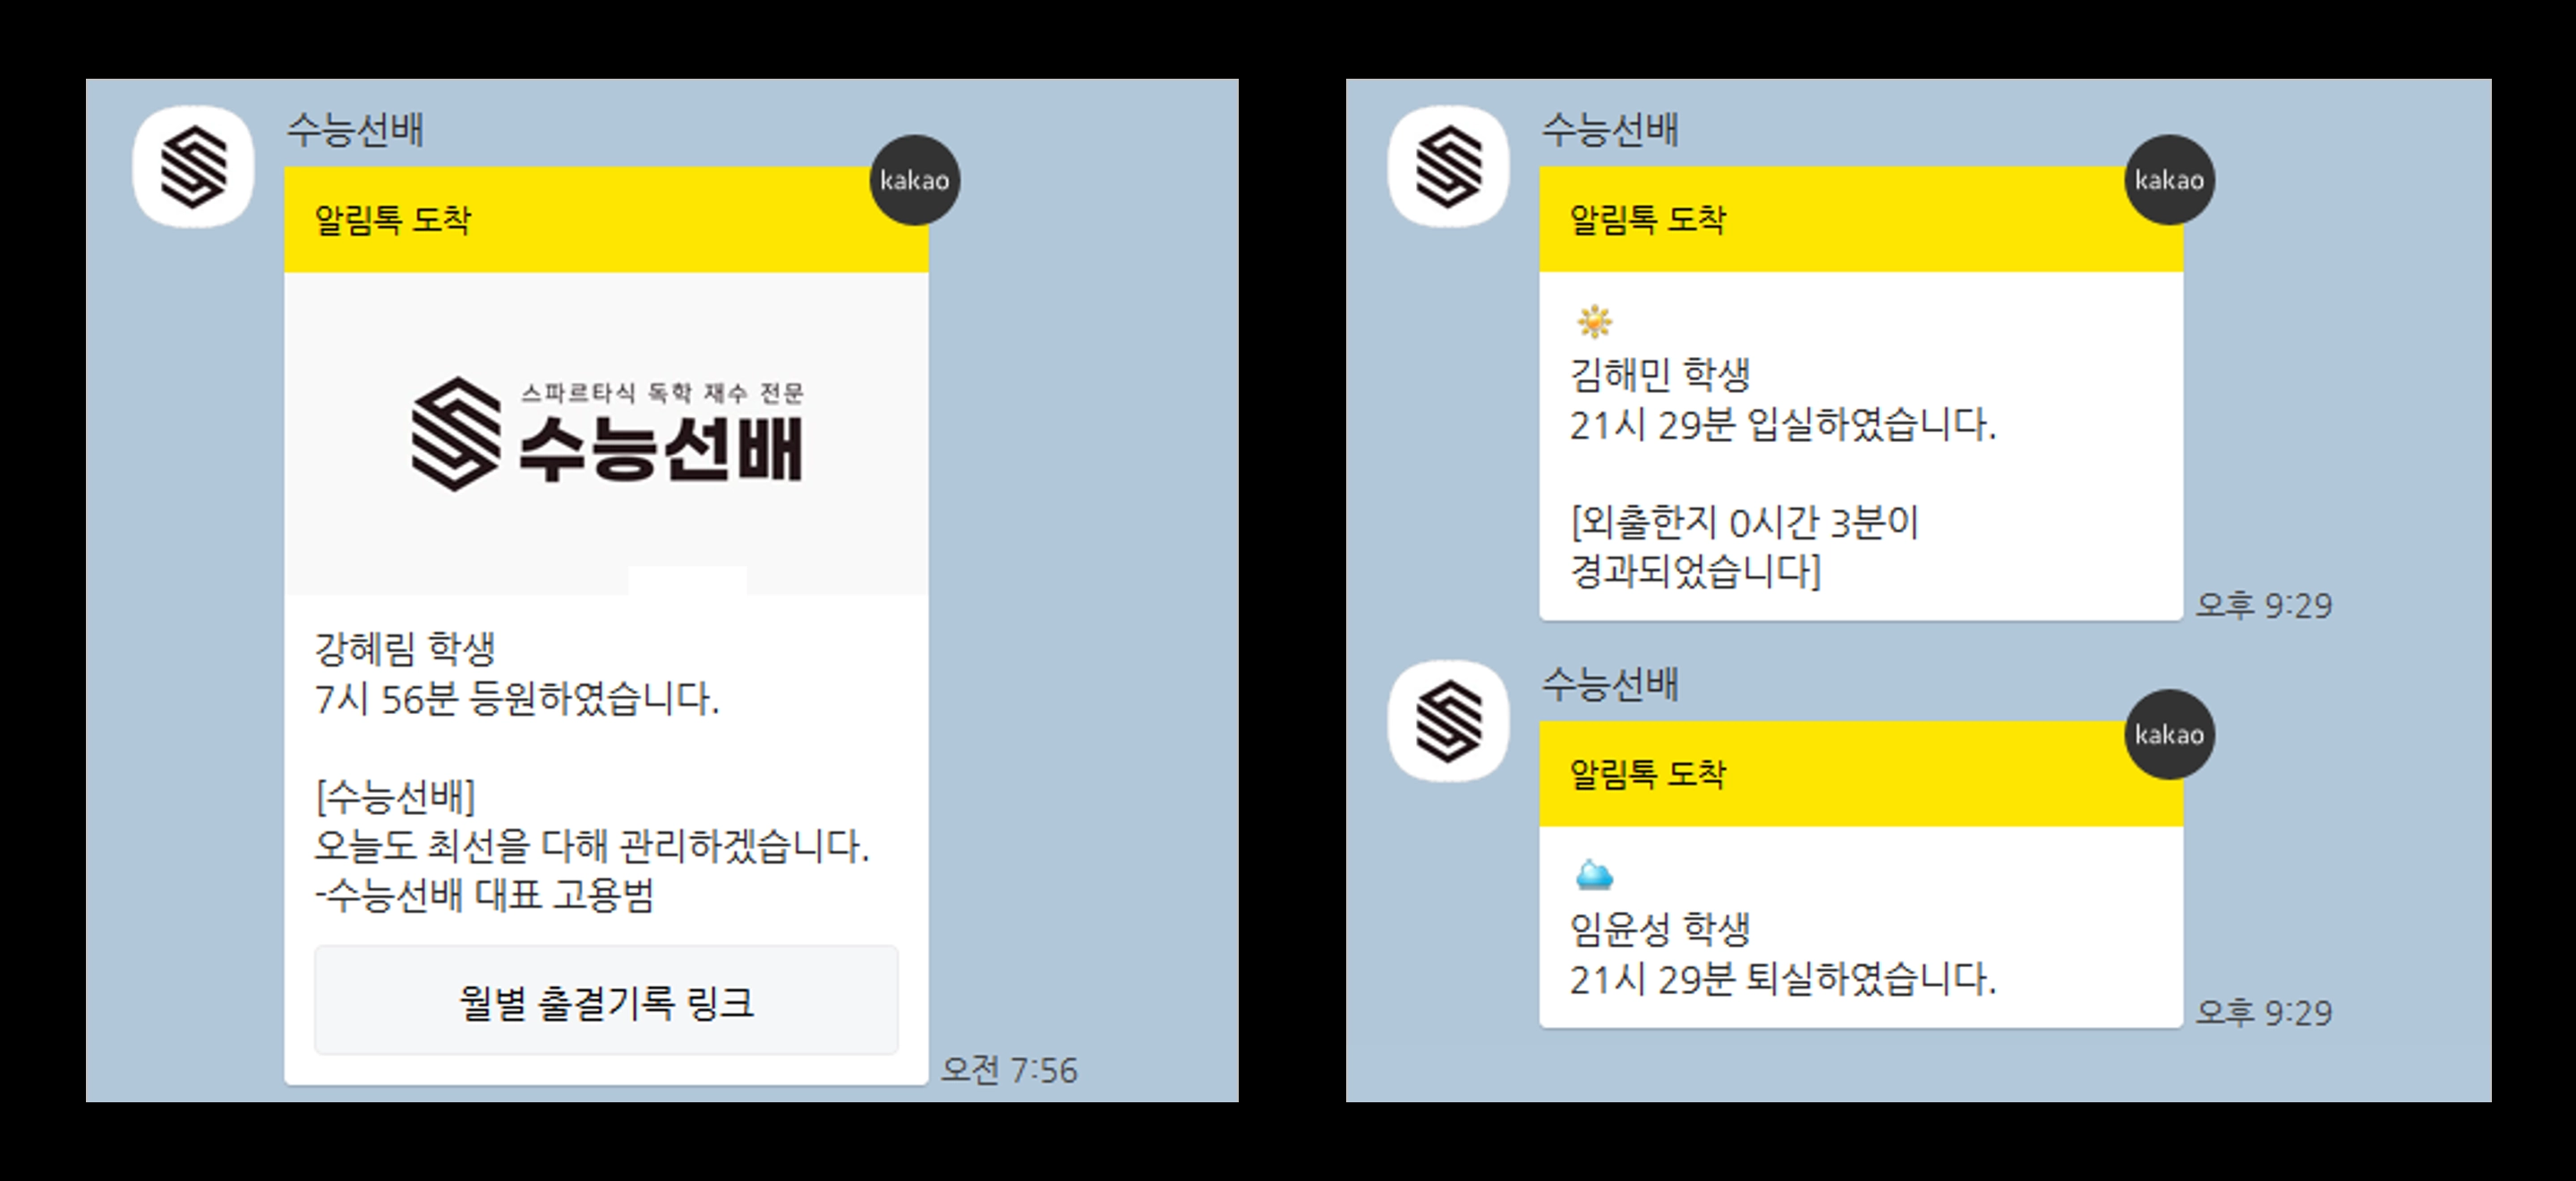 수능선배
kakao
알림톡 도착
스파르타식 독학 재수 전문
수능선배
강혜림 학생
7시 56분 등원하였습니다.
[수능선배]
오늘도 최선을 다해 관리하겠습니다.
-수능선배 대표 고용범
월별 출결기록 링크
오전 7:56
수능선배
kakao
알림톡 도착
김해민 학생
21시 29분 입실하였습니다.
[외출한지 0시간 3분이
경과되었습니다]
오후 9:29
수능선배
kakao
알림톡 도착
임윤성 학생
21시 29분 퇴실하였습니다.
오후 9:29